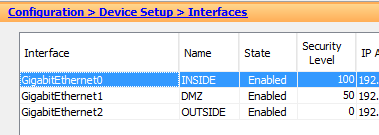 Configuration > Device Setup > Interfaces
Interface Name State Security Level IP A
GigabitEthernet0 INSIDE Enabled 100 192.
GigabitEthernet1 DMZ Enabled 50 192.
GigabitEthernet2 OUTSIDE Enabled 0 192.